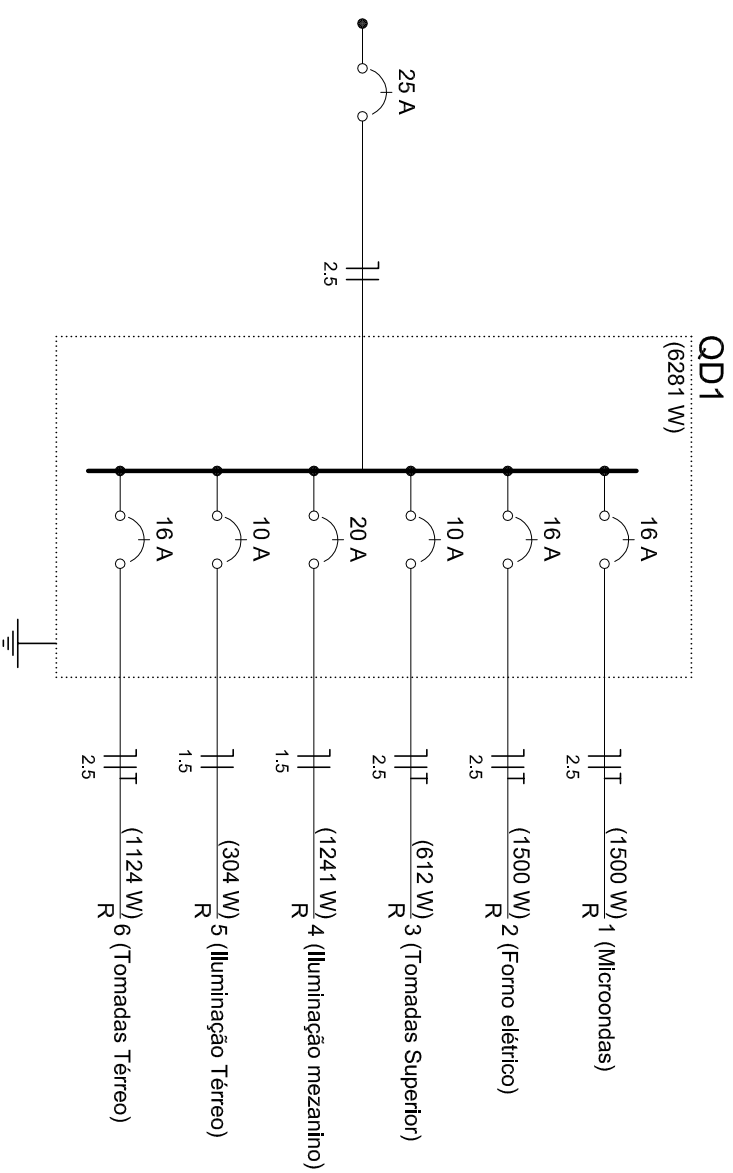 QD1
(6281 W)
25 A
2.5
16 A
2.5
(1500 W)
R
1 (Microondas)
16 A
2.5
(1500 W)
R
2 (Forno elétrico)
10 A
2.5
(612 W)
R
3 (Tomadas Superior)
20 A
1.5
(1241 W)
R
4 (Iluminação mezanino)
10 A
1.5
(304 W)
R
5 (Iluminação Térreo)
16 A
2.5
(1124 W)
R
6 (Tomadas Térreo)